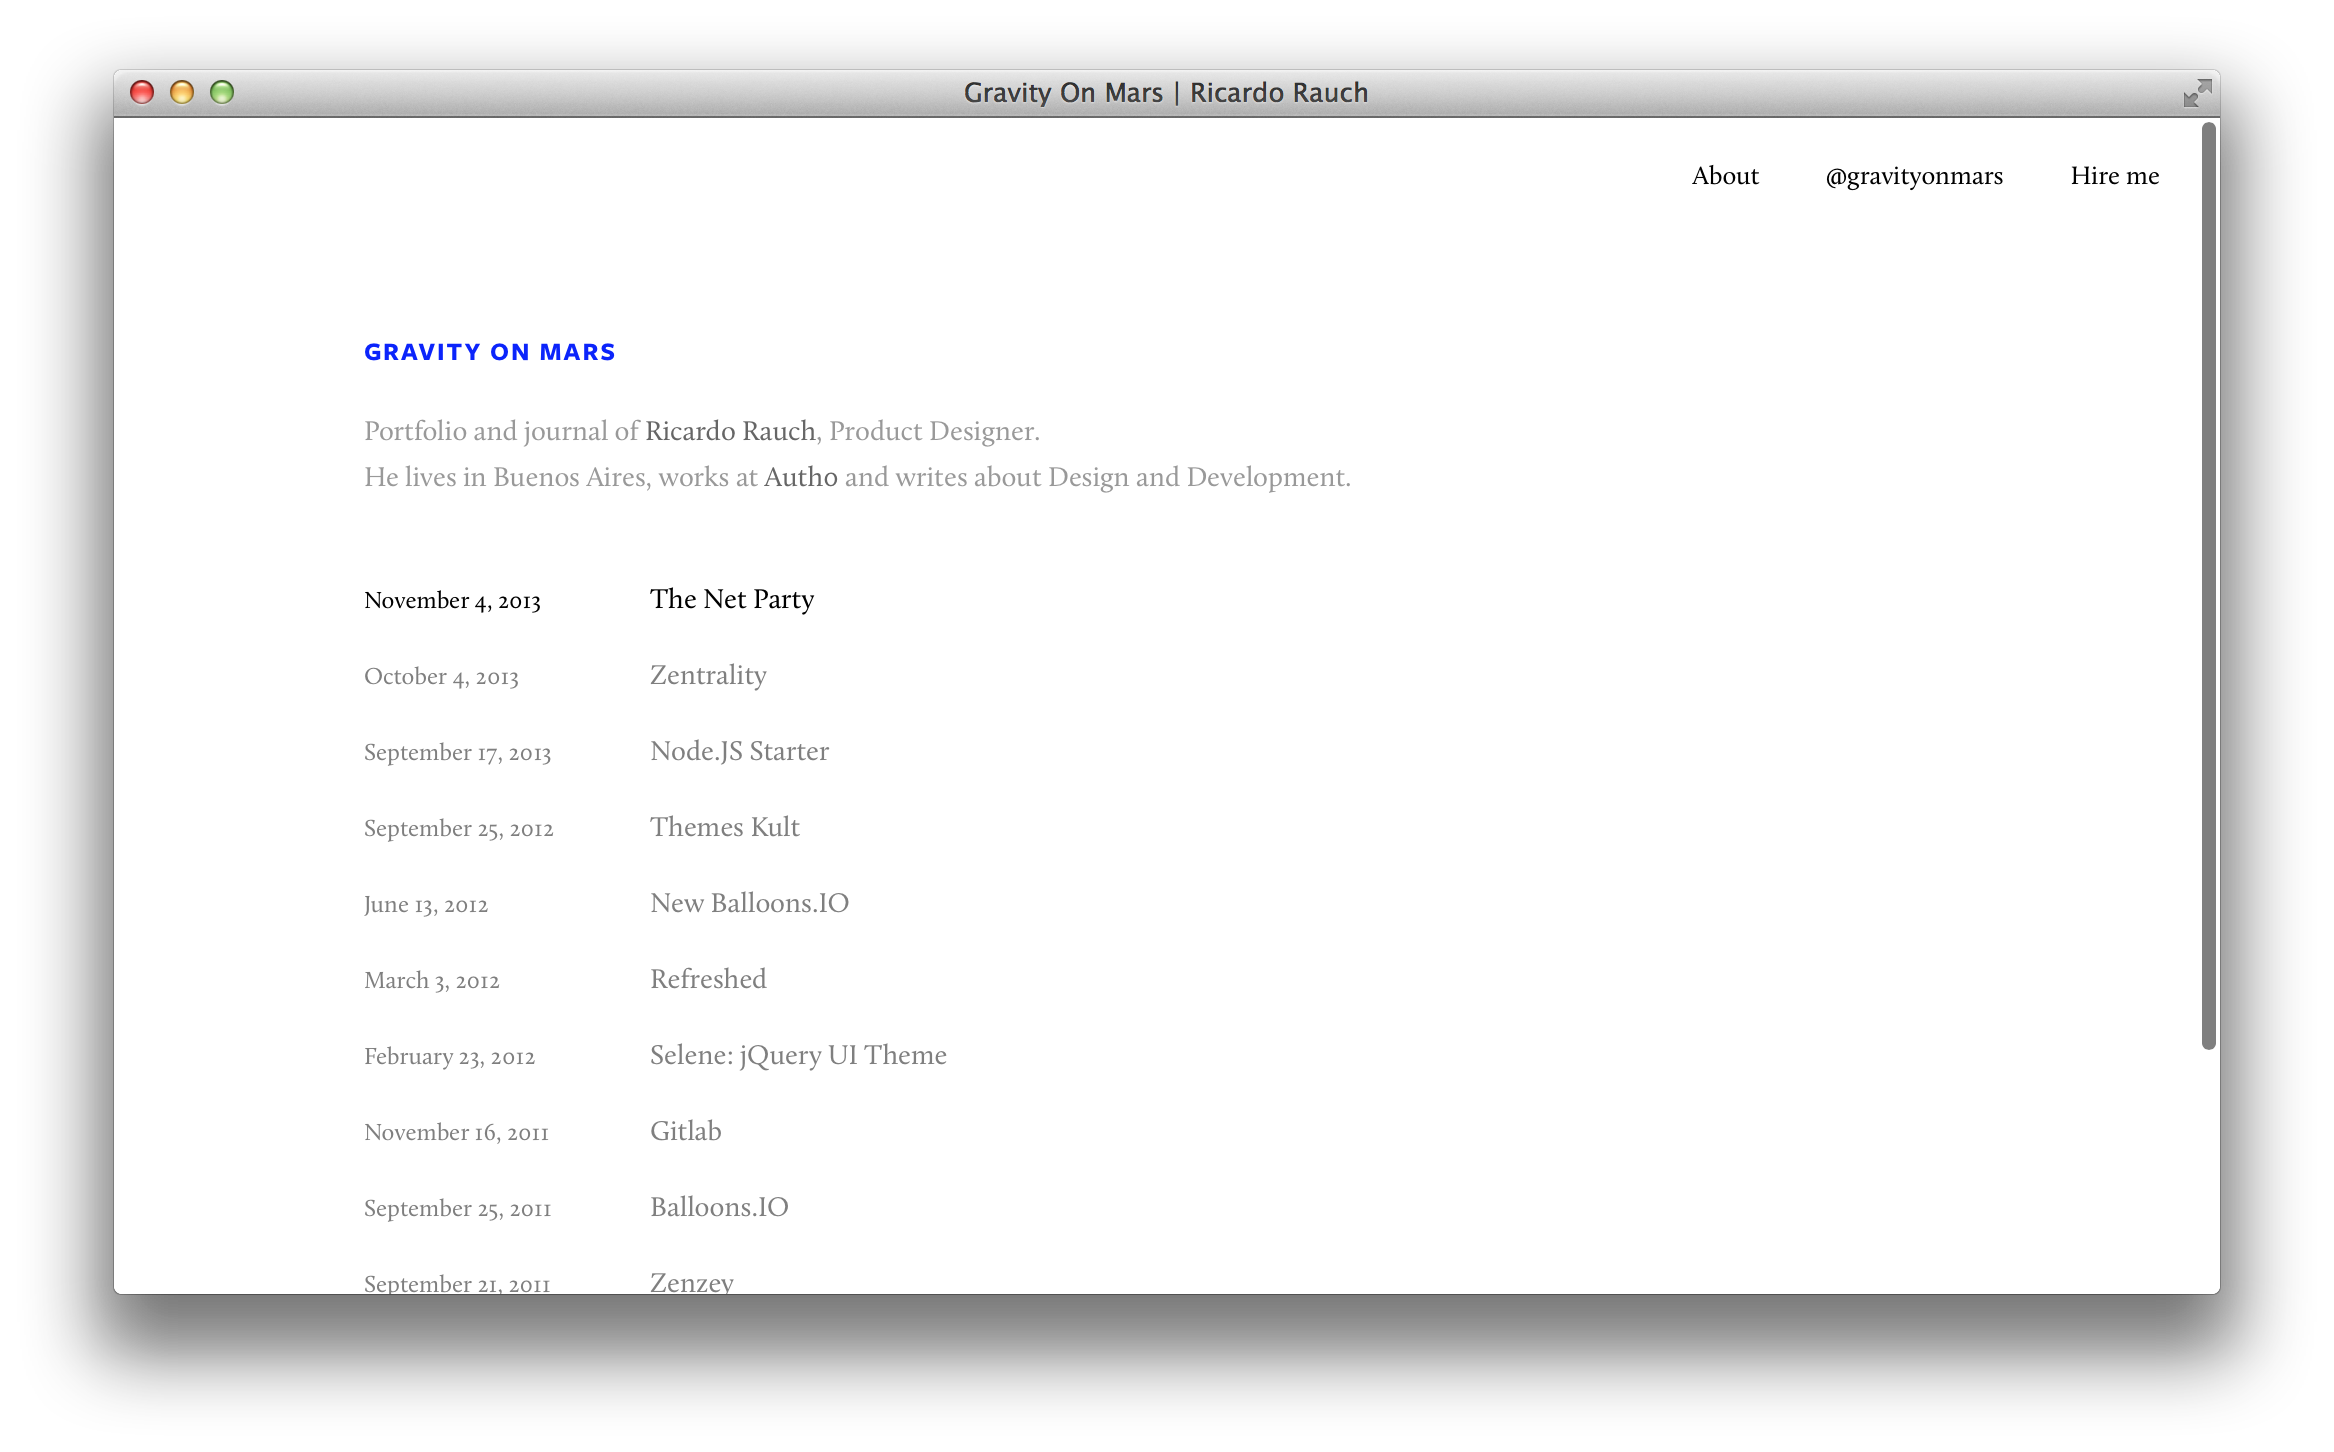 Gravity On Mars | Ricardo Rauch
About @gravityonmars Hire me
GRAVITY ON MARS
Portfolio and journal of Ricardo Rauch, Product Designer.
He lives in Buenos Aires, works at Auth0 and writes about Design and Development.
November 4, 2013 The Net Party
October 4, 2013 Zentrality
September 17, 2013 Node.JS Starter
September 25, 2012 Themes Kult
June 13, 2012 New Balloons.IO
March 3, 2012 Refreshed
February 23, 2012 Selene: jQuery UI Theme
November 16, 2011 Gitlab
September 25, 2011 Balloons.IO
September 21, 2011 Zenzey